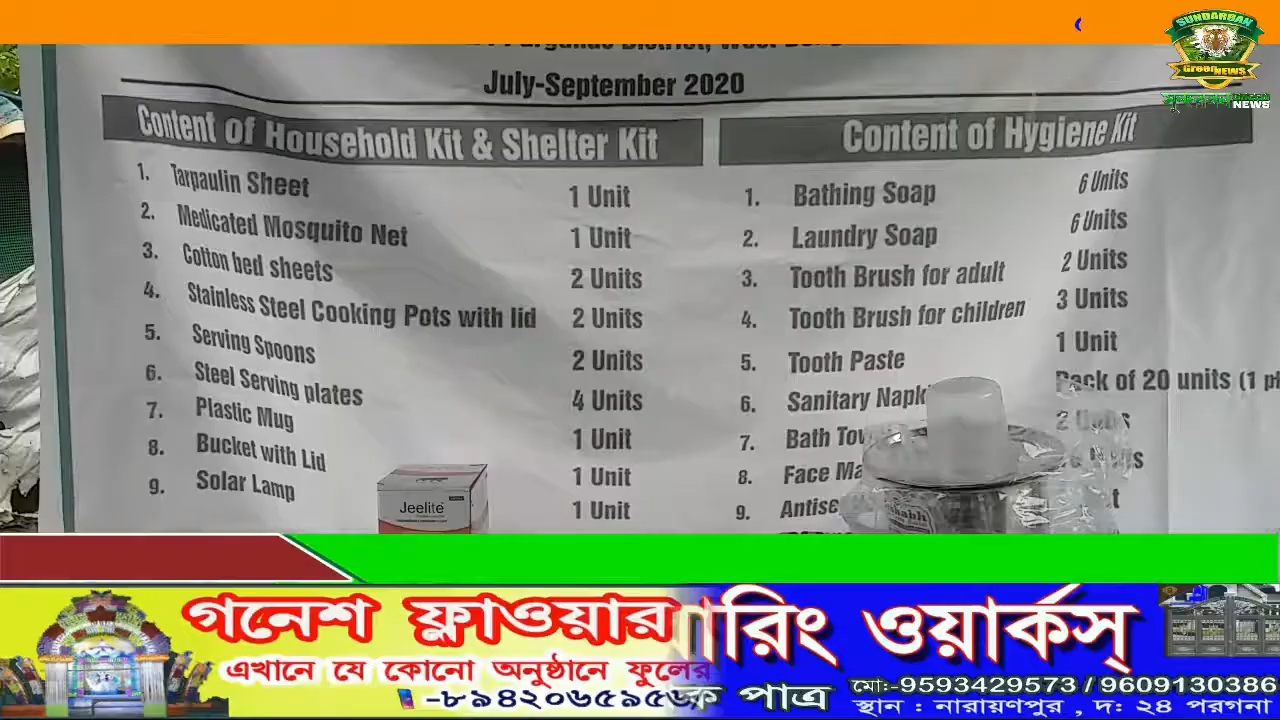 SUNDARBAN
Green NEWS
NEWS
July-September 2020
Content of Household Kit & Shelter Kit
1. Tarpaulin Sheet 1 Unit
2. Medicated Mosquito Net 1 Unit
3. Cotton bed sheets 2 Units
4. Stainless Steel Cooking Pots with lid 2 Units
5. Serving Spoons 2 Units
6. Steel Serving plates 4 Units
7. Plastic Mug 1 Unit
8. Bucket with Lid 1 Unit
9. Solar Lamp 1 Unit
Content of Hygiene Kit
1. Bathing Soap 6 Units
2. Laundry Soap 6 Units
3. Tooth Brush for adult 2 Units
4. Tooth Brush for children 3 Units
5. Tooth Paste 1 Unit
6. Sanitary Pack of 20 units (1
7. Bath 2
8. Face
9.
Jeelite
গনেশ ফ্লাওয়ার
এখানে যে কোনো অনুষ্ঠানে ফুলের
রিং ওয়ার্কস্
পাত্র
মোঃ-9593429573 / 9609130386
স্থান : নারায়ণপুর , দ: ২৪ পরগনা